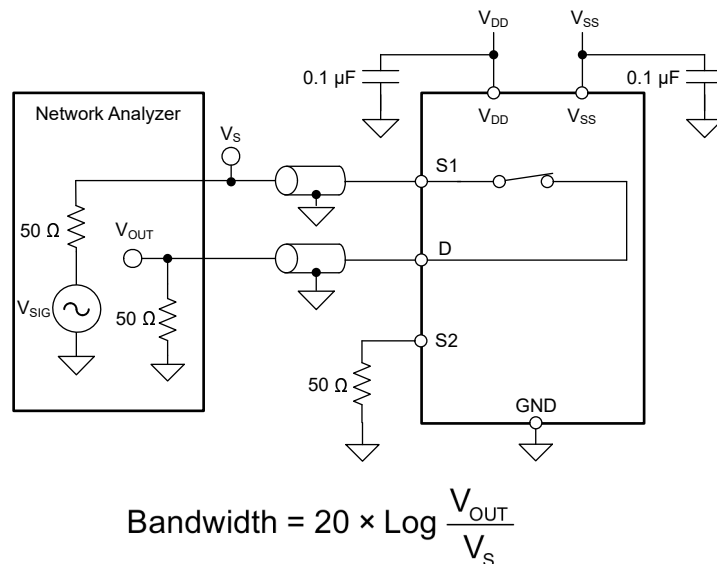 V_DD
V_SS
0.1 µF
0.1 µF
Network Analyzer
V_DD
V_SS
V_S
S1
50 Ω
V_OUT
D
V_SIG
50 Ω
S2
50 Ω
GND
Bandwidth = 20 × Log V_OUT / V_S